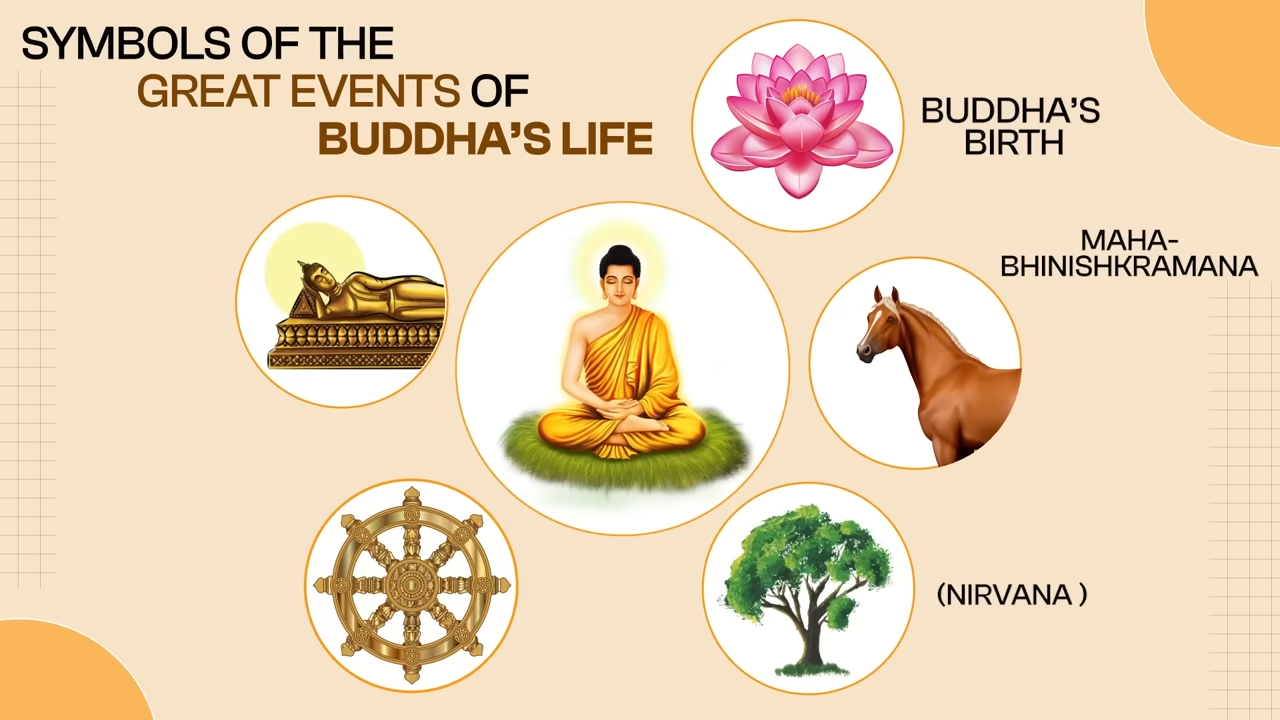 SYMBOLS OF THE
GREAT EVENTS OF
BUDDHA’S LIFE
BUDDHA’S
BIRTH
MAHA-
BHINISHKRAMANA
(NIRVANA )